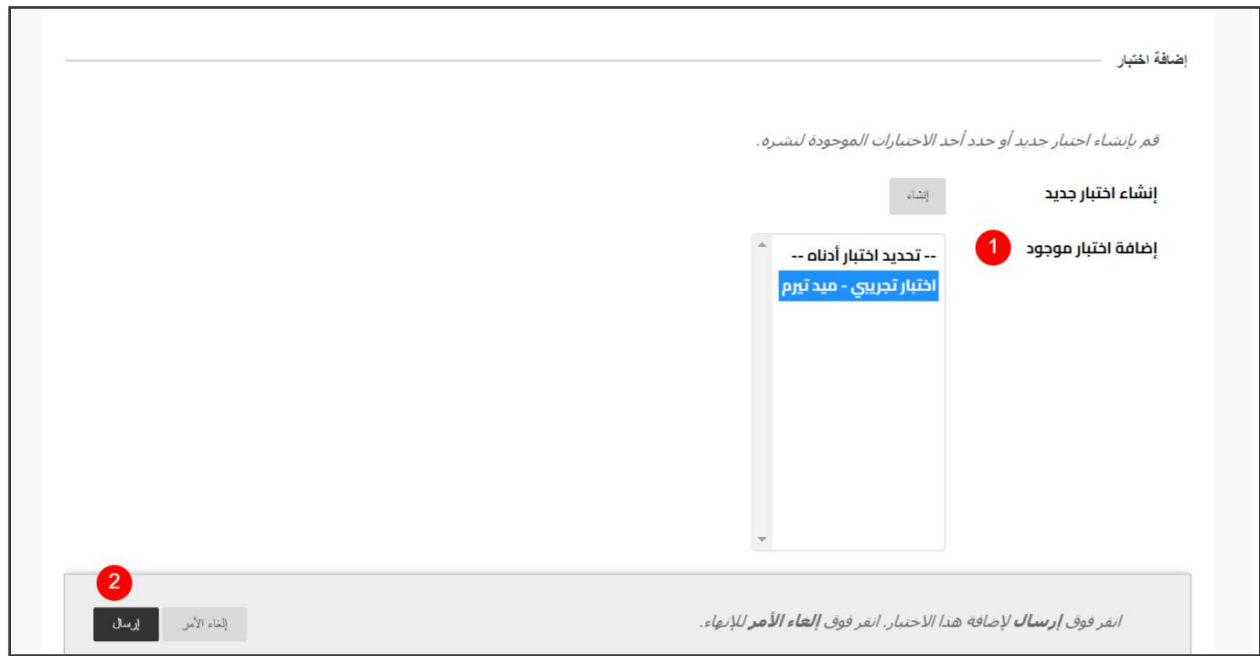 إضافة اختبار
قم بإنشاء اختبار جديد أو حدد أحد الاختبارات الموجودة لنشره.
إنشاء اختبار جديد
إنشاء
إضافة اختبار موجود
1
-- تحديد اختبار أدناه --
اختبار تجريبي - ميد تيرم
2
انقر فوق إرسال لإضافة هذا الاختبار. انقر فوق إلغاء الأمر للإنهاء.
إلغاء الأمر
إرسال